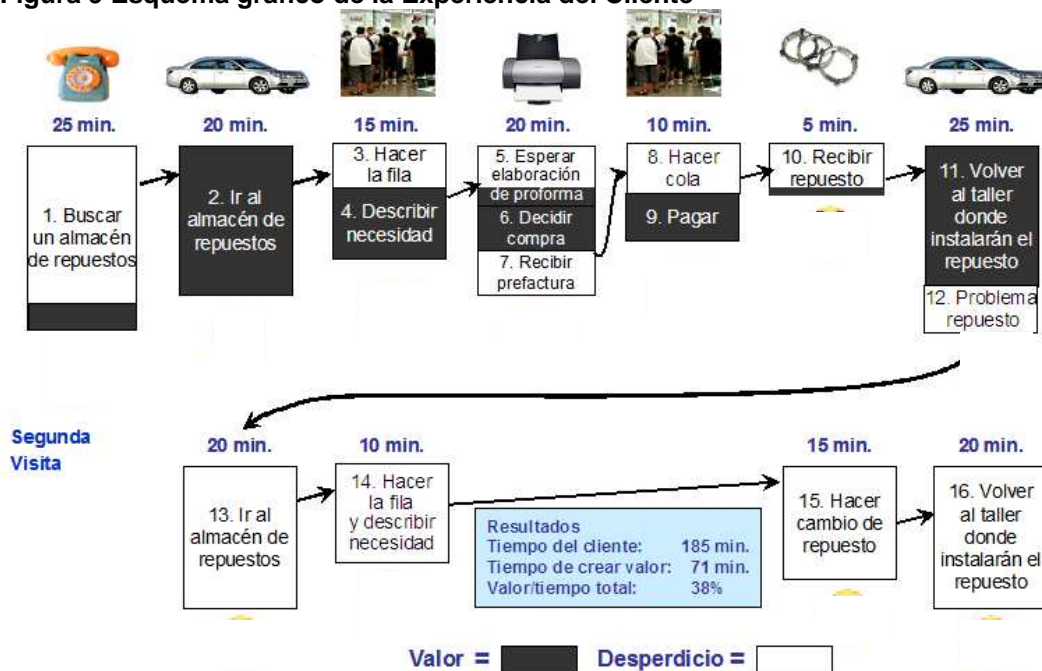 Figura 9 Esquema gráfico de la Experiencia del Cliente
25 min.
20 min.
15 min.
20 min.
10 min.
5 min.
25 min.
1. Buscar
un almacén
de repuestos
2. Ir al
almacén de
repuestos
3. Hacer
la fila
4. Describir
necesidad
5. Esperar
elaboración
de proforma
6. Decidir
compra
7. Recibir
prefactura
8. Hacer
cola
9. Pagar
10. Recibir
repuesto
11. Volver
al taller
donde
instalarán el
repuesto
12. Problema
repuesto
Segunda
Visita
20 min.
10 min.
15 min.
20 min.
13. Ir al
almacén de
repuestos
14. Hacer
la fila
y describir
necesidad
15. Hacer
cambio de
repuesto
16. Volver
al taller
donde
instalarán el
repuesto
Resultados
Tiempo del cliente: 185 min.
Tiempo de crear valor: 71 min.
Valor/tiempo total: 38%
Valor =
Desperdicio =